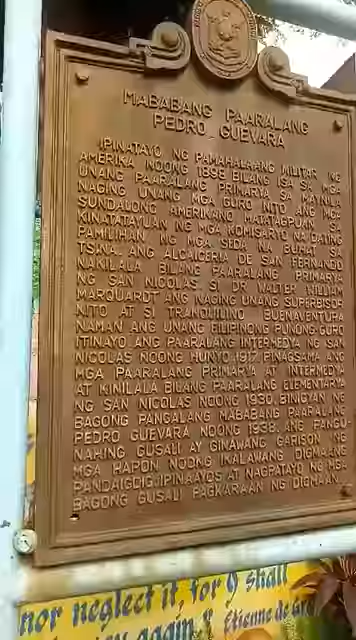 MABABANG PAARALANG
PEDRO GUEVARA
IPINATAYO NG PAMAHALAANG MILITAR NG
AMERIKA NOONG 1898 BILANG ISA SA MGA
UNANG PAARALANG PRIMARYA SA MAYNILA
NAGING UNANG MGA GURO NITO ANG MGA
SUNDALONG AMERIKANO MATATAGPUAN SA
KINATATAYUAN NG MGA KOMISARYO NA DATING
PAMILIHAN NG MGA SEDA NA BUHAT SA
TSINA, ANG ALCAICERIA DE SAN FERNANDO
NAKILALA BILANG PAARALANG PRIMARYA
NG SAN NICOLAS SI DR WALTER WILLIAM
MARQUARDT ANG NAGING UNANG SUPERBISOR
NITO AT SI TRANQUILINO BUENAVENTURA
NAMAN ANG UNANG PILIPINONG PUNONG-GURO
ITINAYO ANG PAARALANG INTERMEDYA NG SAN
NICOLAS NOONG HUNYO 1917. PINAGSAMA ANG
MGA PAARALANG PRIMARYA AT INTERMEDYA
AT KINILALA BILANG PAARALANG ELEMENTARYA
NG SAN NICOLAS NOONG 1930. BINIGYAN NG
BAGONG PANGALANG MABABANG PAARALANG
PEDRO GUEVARA NOONG 1938. ANG PANGU-
NAHING GUSALI AY GINAWANG GARISON NG
MGA HAPON NOONG IKALAWANG DIGMAANG
PANDAIGDIG. IPINAAYOS AT NAGPATAYO NG MGA
BAGONG GUSALI PAGKARAAN NG DIGMAAN.
nor neglect it, for I shall
again." Etienne de